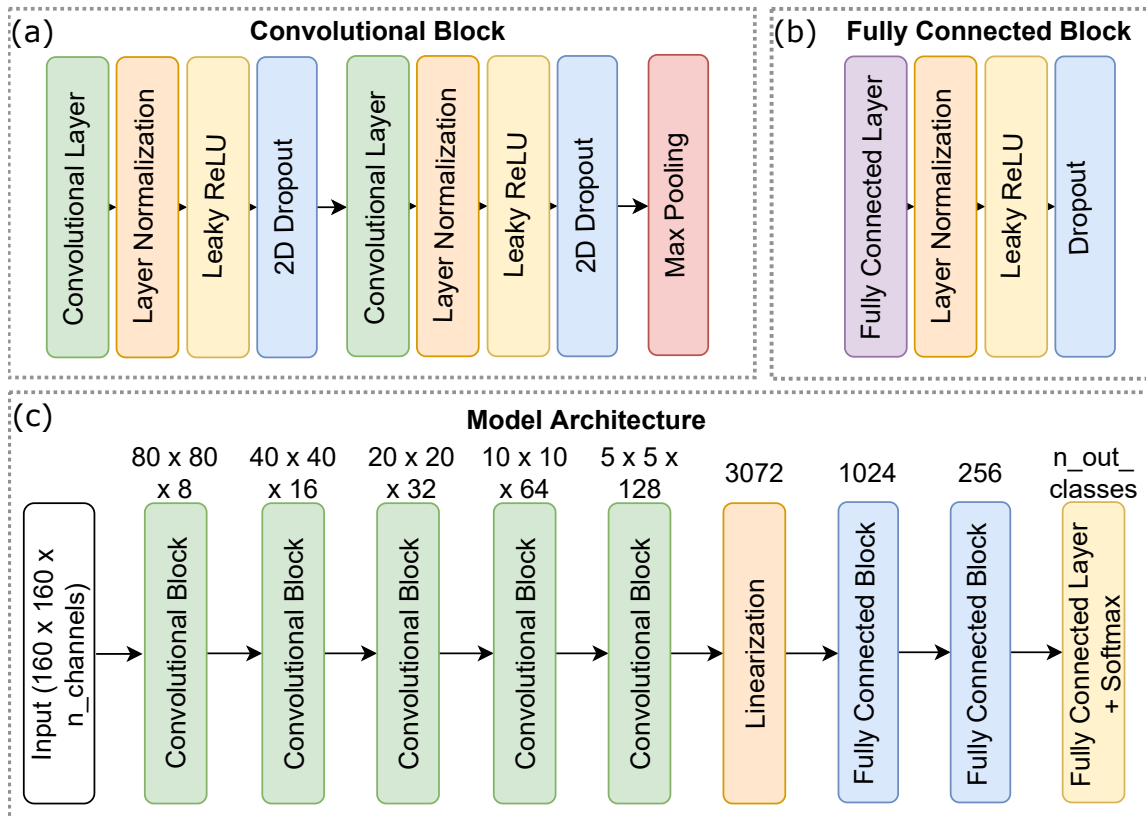 (a)
Convolutional Block
Convolutional Layer
Layer Normalization
Leaky ReLU
2D Dropout
Convolutional Layer
Layer Normalization
Leaky ReLU
2D Dropout
Max Pooling
(b)
Fully Connected Block
Fully Connected Layer
Layer Normalization
Leaky ReLU
Dropout
(c)
Model Architecture
Input (160 x 160 x
n_channels)
80 x 80
x 8
Convolutional Block
40 x 40
x 16
Convolutional Block
20 x 20
x 32
Convolutional Block
10 x 10
x 64
Convolutional Block
5 x 5 x
128
Convolutional Block
3072
Linearization
1024
Fully Connected Block
256
Fully Connected Block
n_out_
classes
Fully Connected Layer
+ Softmax